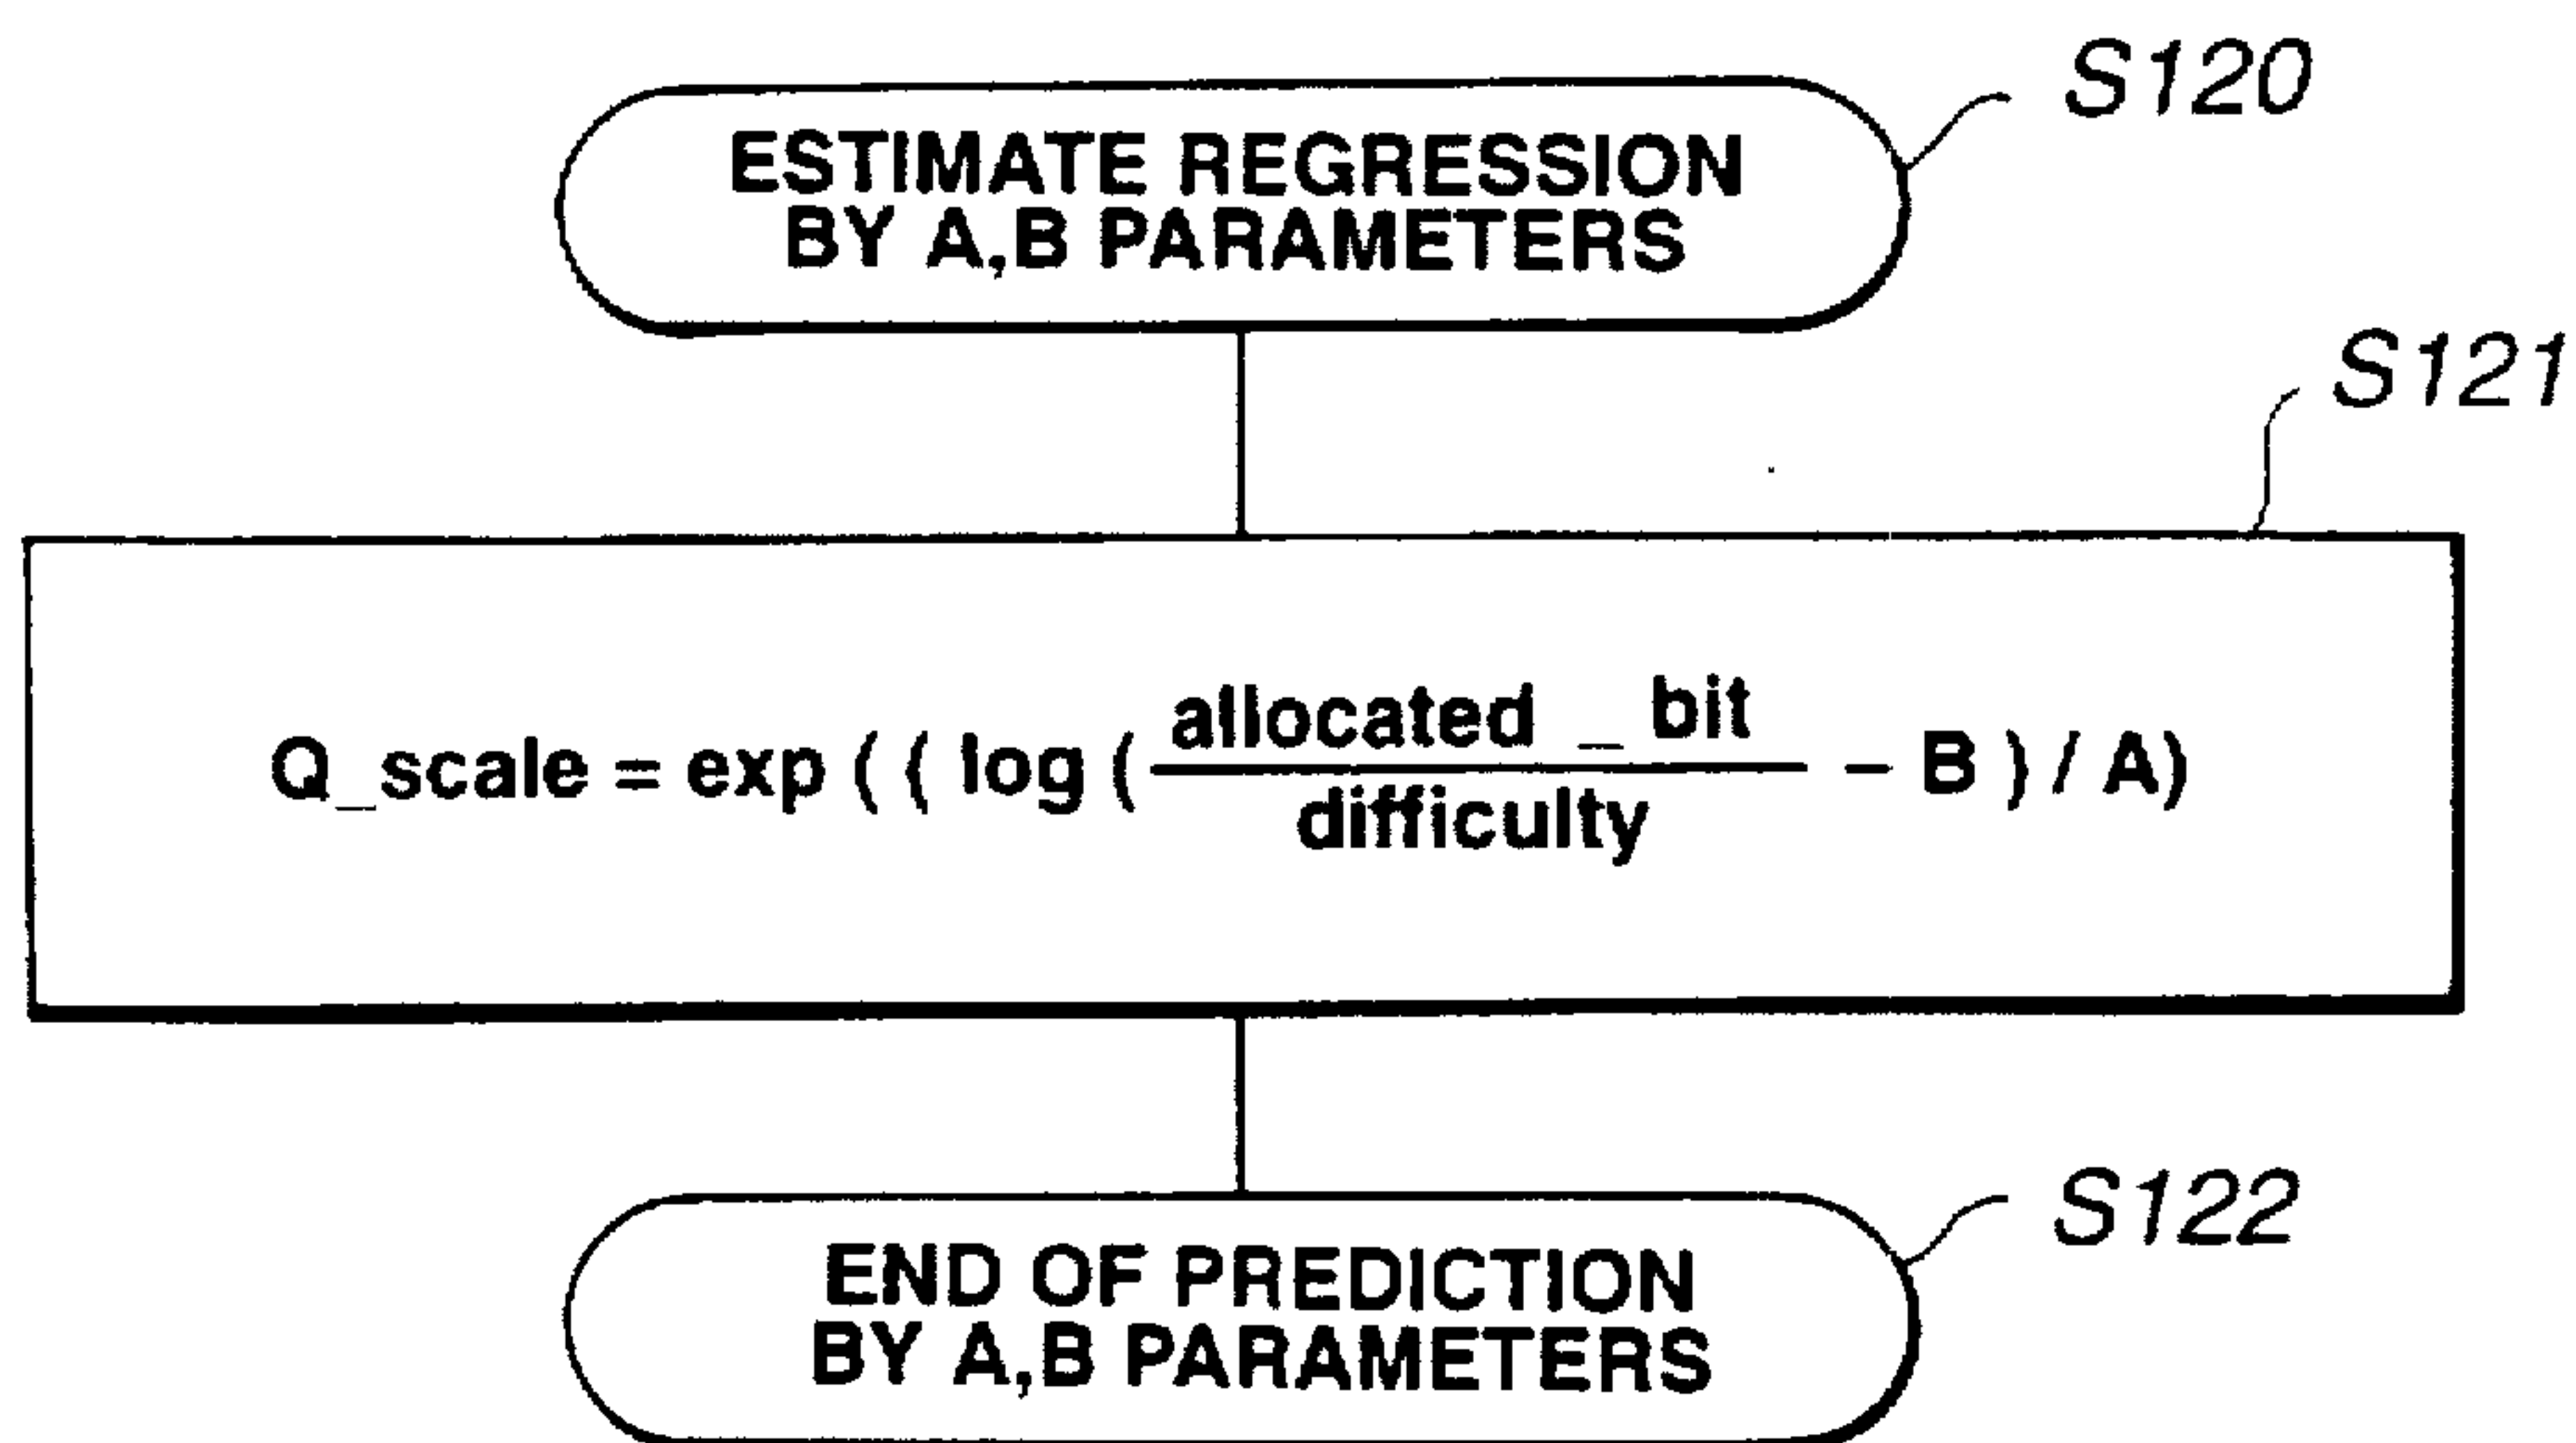 ESTIMATE REGRESSION
BY A,B PARAMETERS
S120
S121
Q_scale = exp ( ( log ( allocated _ bit / difficulty - B ) / A)
END OF PREDICTION
BY A,B PARAMETERS
S122